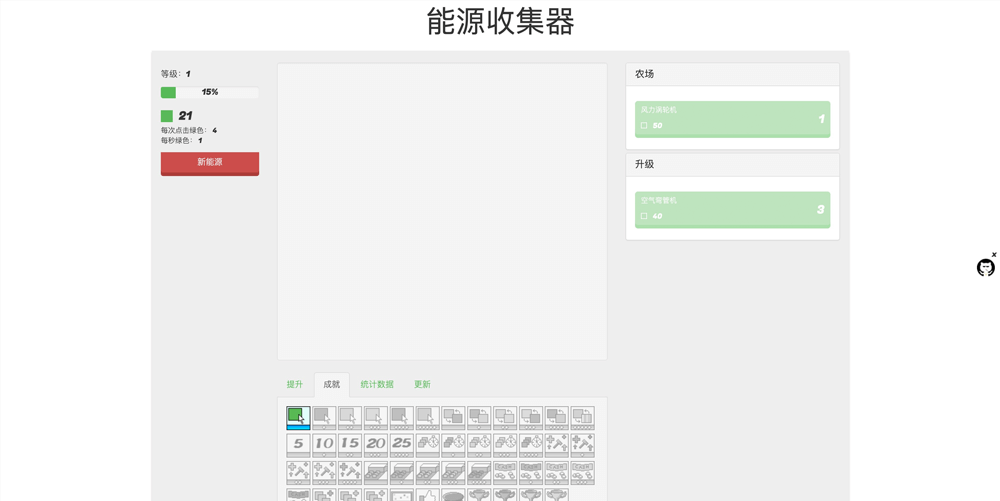 能源收集器
等级： 1
15%
21
每次点击绿色： 4
每秒绿色： 1
新能源
农场
风力涡轮机
50
1
升级
空气导管机
40
3
提升
成就
统计数据
更新
5 10 15 20 25
x